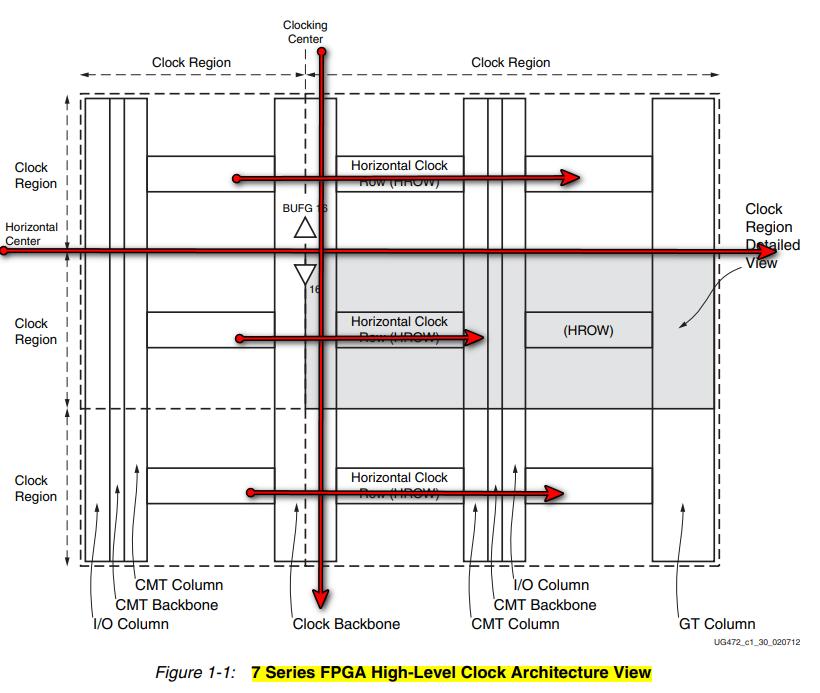 Clocking
Center
Clock Region
Clock Region
Clock
Region
Horizontal Clock
Row (HROW)
BUFG 16
Clock
Region
Detailed
View
Horizontal
Center
16
Clock
Region
Horizontal Clock
Row (HROW)
(HROW)
Clock
Region
Horizontal Clock
Row (HROW)
CMT Column
I/O Column
CMT Backbone
CMT Backbone
I/O Column
Clock Backbone
CMT Column
GT Column
UG472_c1_30_020712
Figure 1-1: 7 Series FPGA High-Level Clock Architecture View